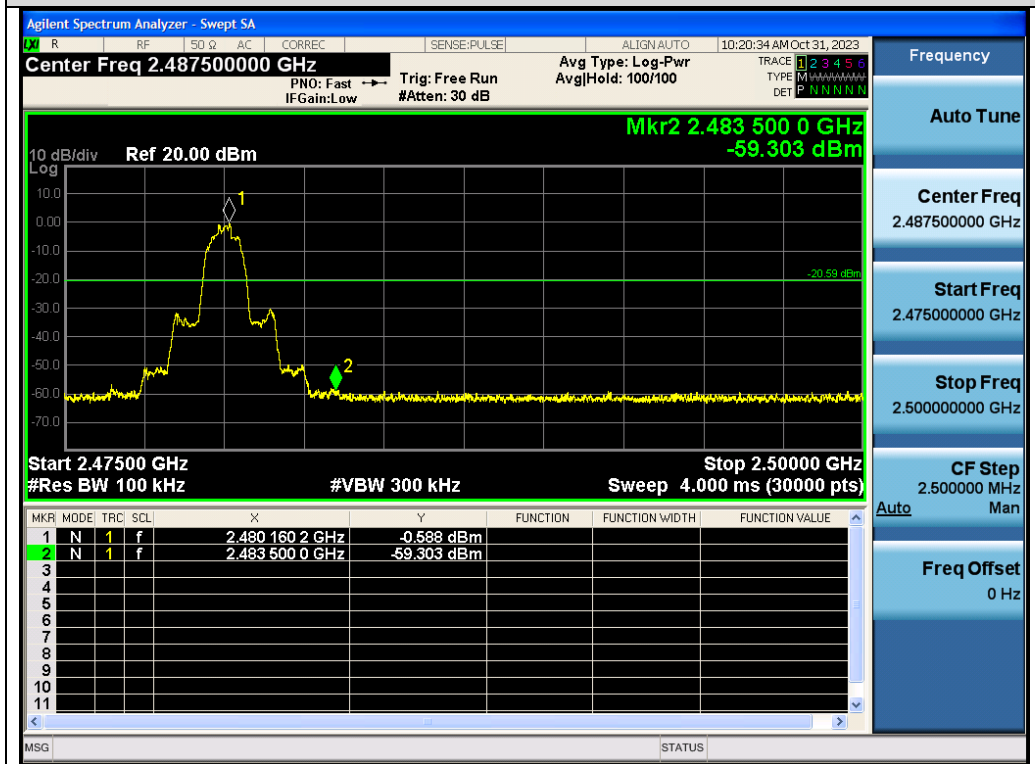 Agilent Spectrum Analyzer - Swept SA
LXI R RF 50 Ω AC CORREC SENSE:PULSE ALIGN AUTO 10:20:34 AM Oct 31, 2023
Center Freq 2.487500000 GHz
PNO: Fast
IFGain:Low
Trig: Free Run
#Atten: 30 dB
Avg Type: Log-Pwr
Avg|Hold: 100/100
TRACE 1 2 3 4 5 6
TYPE M WWWWW
DET P N N N N N
Mkr2 2.483 500 0 GHz
-59.303 dBm
10 dB/div Ref 20.00 dBm
Log
10.0
0.00
-10.0
-20.0
-30.0
-40.0
-50.0
-60.0
-70.0
1
-20.59 dBm
2
Start 2.47500 GHz Stop 2.50000 GHz
#Res BW 100 kHz #VBW 300 kHz Sweep 4.000 ms (30000 pts)
MKR MODE TRC SCL X Y FUNCTION FUNCTION WIDTH FUNCTION VALUE
1 N 1 f 2.480 160 2 GHz -0.588 dBm
2 N 1 f 2.483 500 0 GHz -59.303 dBm
3
4
5
6
7
8
9
10
11
MSG STATUS
Frequency
Auto Tune
Center Freq
2.487500000 GHz
Start Freq
2.475000000 GHz
Stop Freq
2.500000000 GHz
CF Step
2.500000 MHz
Auto Man
Freq Offset
0 Hz